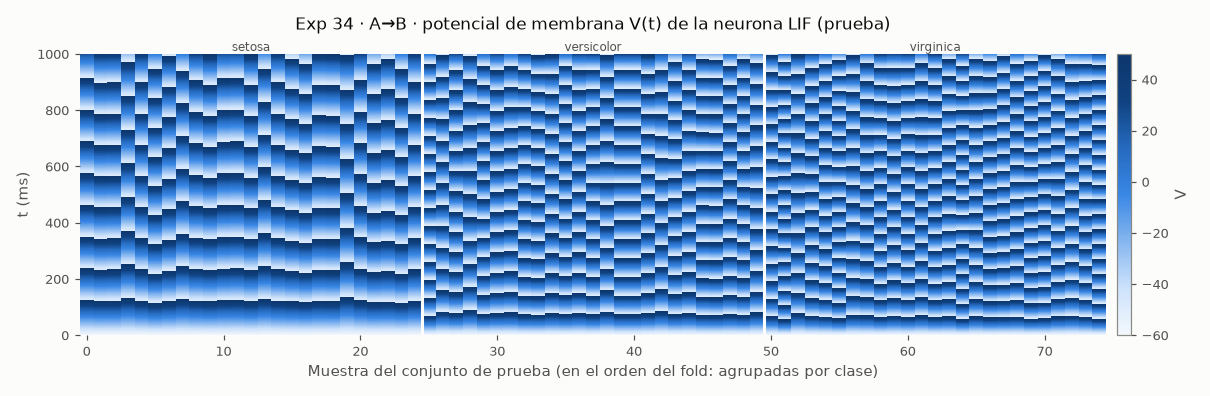 Exp 34 · A→B · potencial de membrana V(t) de la neurona LIF (prueba)
setosa versicolor virginica
1000
800
600
400
200
0
t (ms)
0 10 20 30 40 50 60 70
Muestra del conjunto de prueba (en el orden del fold: agrupadas por clase)
40
20
0
−20
−40
−60
V